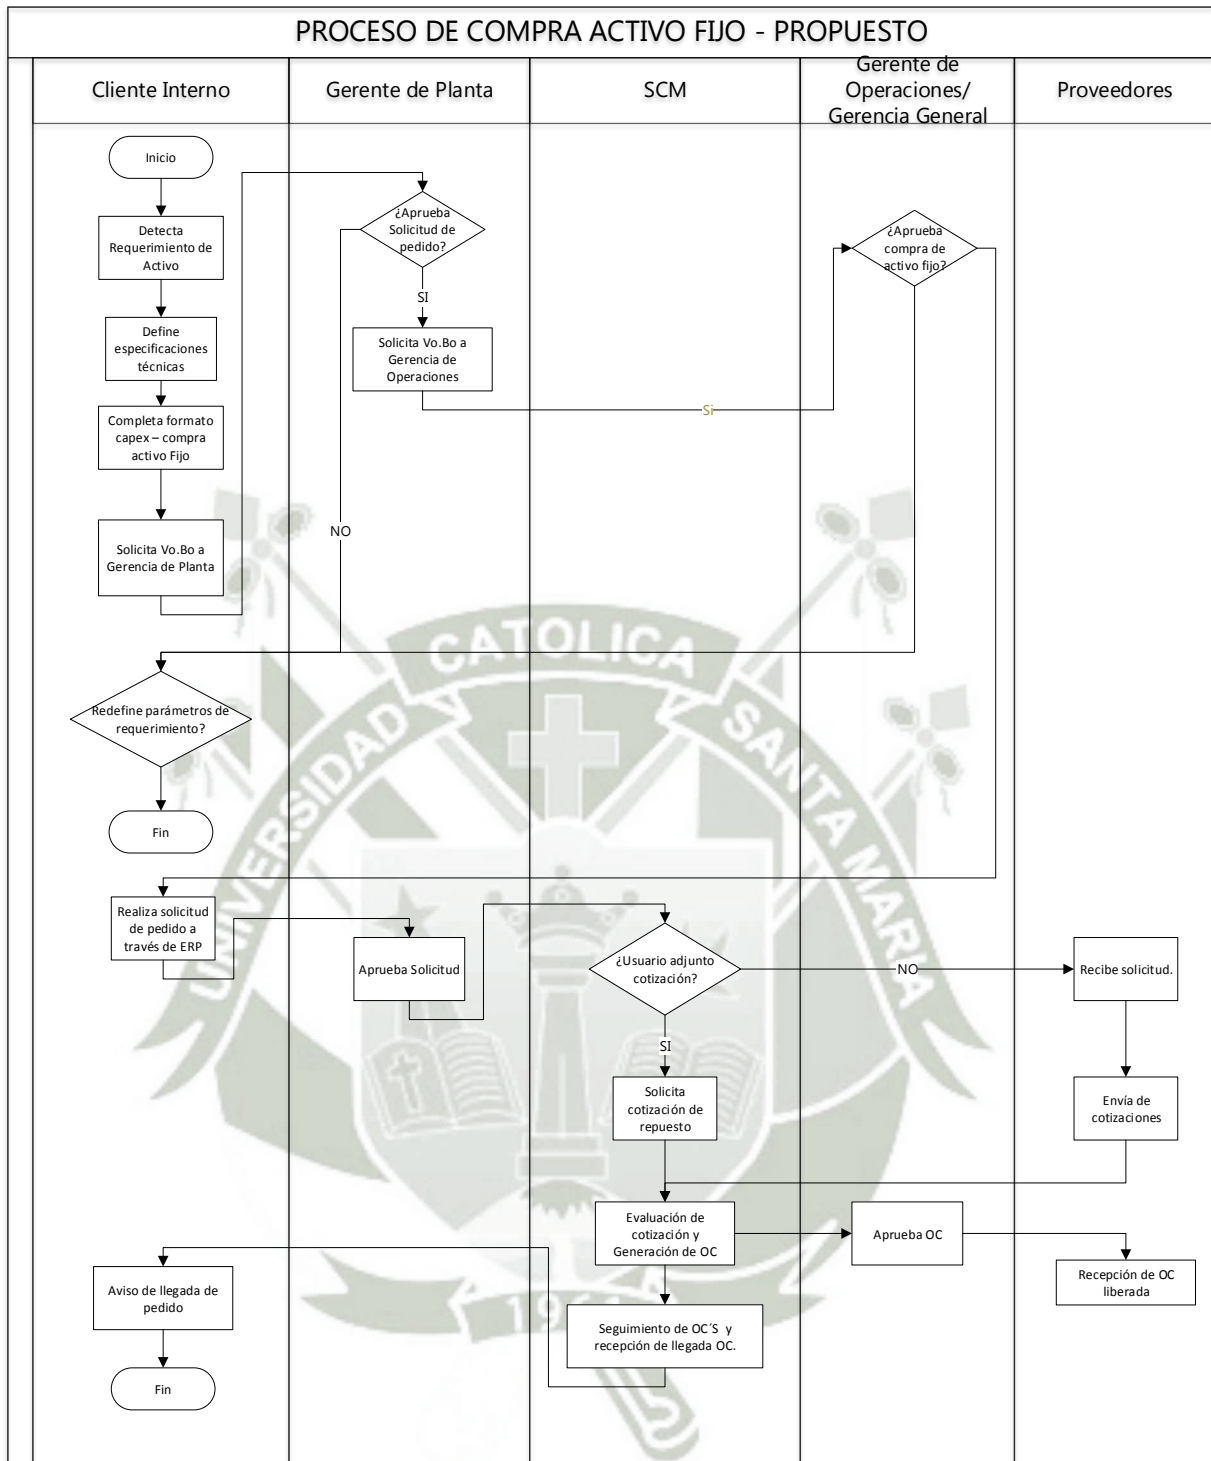 PROCESO DE COMPRA ACTIVO FIJO - PROPUESTO
Cliente Interno
Gerente de Planta
SCM
Gerente de
Operaciones/
Gerencia General
Proveedores
Inicio
Detecta
Requerimiento de
Activo
Define
especificaciones
técnicas
Completa formato
capex – compra
activo Fijo
Solicita Vo.Bo a
Gerencia de Planta
¿Aprueba
Solicitud de
pedido?
SI
Solicita Vo.Bo a
Gerencia de
Operaciones
Si
¿Aprueba
compra de
activo fijo?
NO
Redefine parámetros de
requerimiento?
Fin
Realiza solicitud
de pedido a
través de ERP
Aprueba Solicitud
¿Usuario adjunto
cotización?
NO
Recibe solicitud.
SI
Solicita
cotización de
repuesto
Envía de
cotizaciones
Evaluación de
cotización y
Generación de OC
Aprueba OC
Recepción de OC
liberada
Seguimiento de OC´S y
recepción de llegada OC.
Aviso de llegada de
pedido
Fin
UNIVERSIDAD
CATOLICA
SANTA MARIA